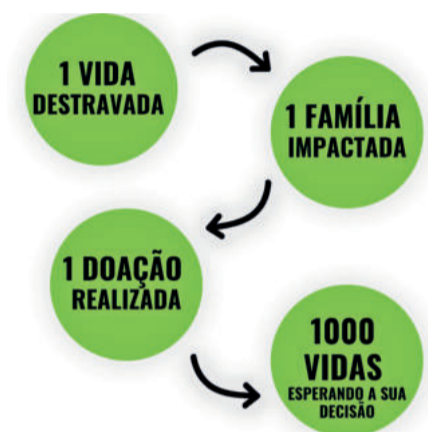 1 VIDA
DESTRAVADA
1 FAMÍLIA
IMPACTADA
1 DOAÇÃO
REALIZADA
1000
VIDAS
ESPERANDO A SUA
DECISÃO